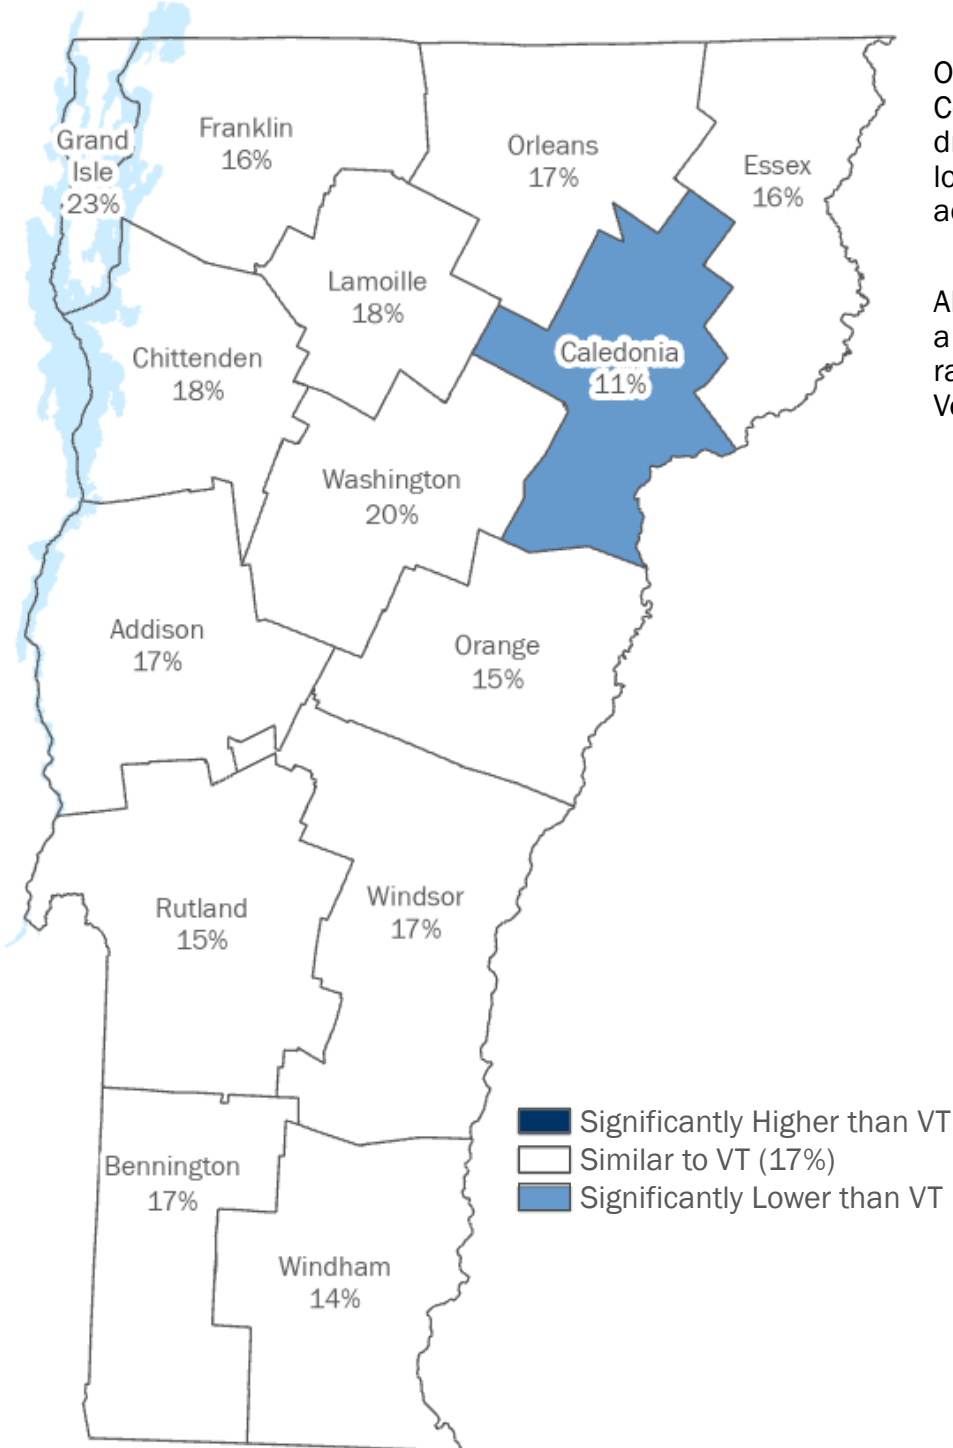 Grand
Isle
23%
Franklin
16%
Orleans
17%
Essex
16%
Lamoille
18%
Chittenden
18%
Caledonia
11%
Washington
20%
Addison
17%
Orange
15%
Rutland
15%
Windsor
17%
Bennington
17%
Windham
14%
Significantly Higher than VT
Similar to VT (17%)
Significantly Lower than VT